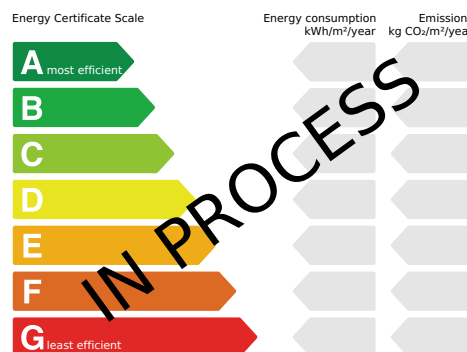 Energy Certificate Scale
Energy consumption
kWh/m²/year
Emission
kg CO₂/m²/yea
A most efficient
B
C
D
E
F
G least efficient
IN PROCESS